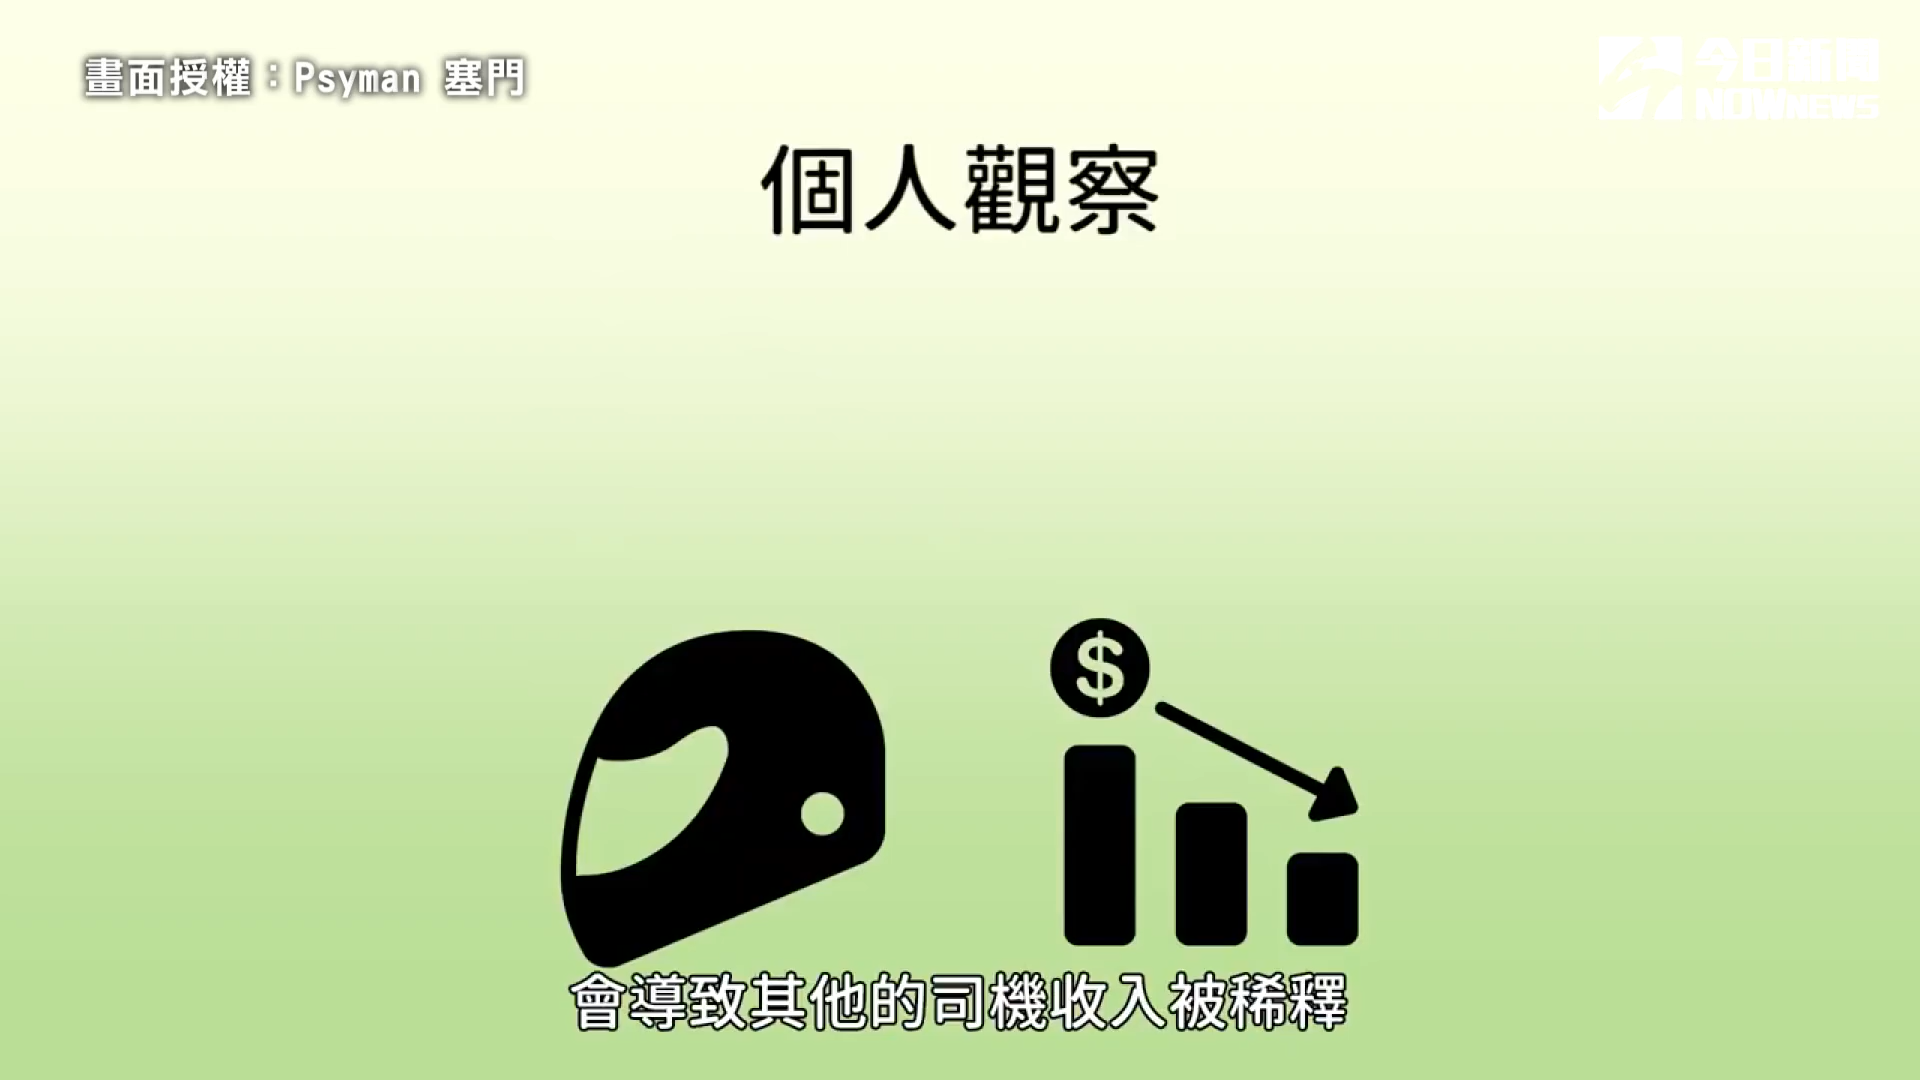 畫面授權：Psyman 塞門
今日新聞
NOWNEWS
個人觀察
$
會導致其他的司機收入被稀釋